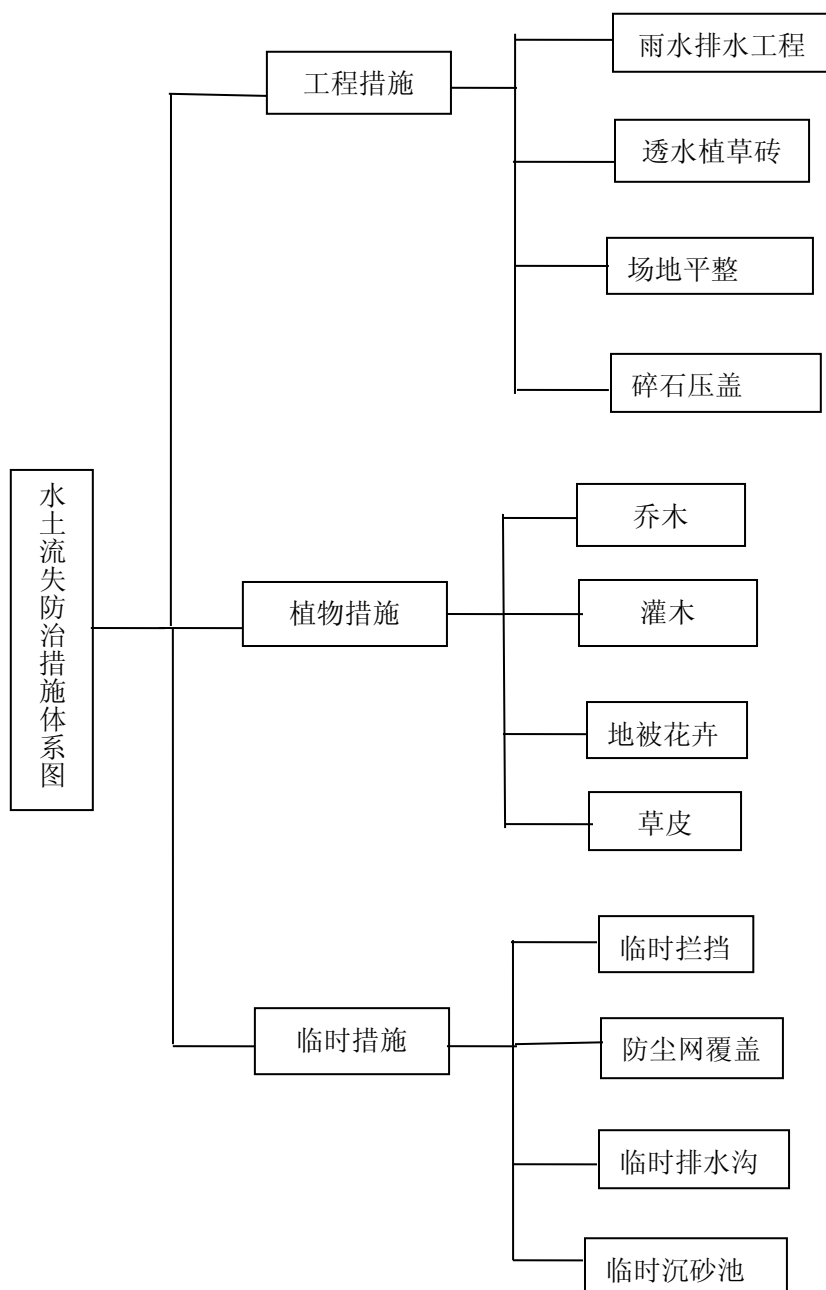 水土流失防治措施体系图
工程措施
雨水排水工程
透水植草砖
场地平整
碎石压盖
植物措施
乔木
灌木
地被花卉
草皮
临时措施
临时拦挡
防尘网覆盖
临时排水沟
临时沉砂池